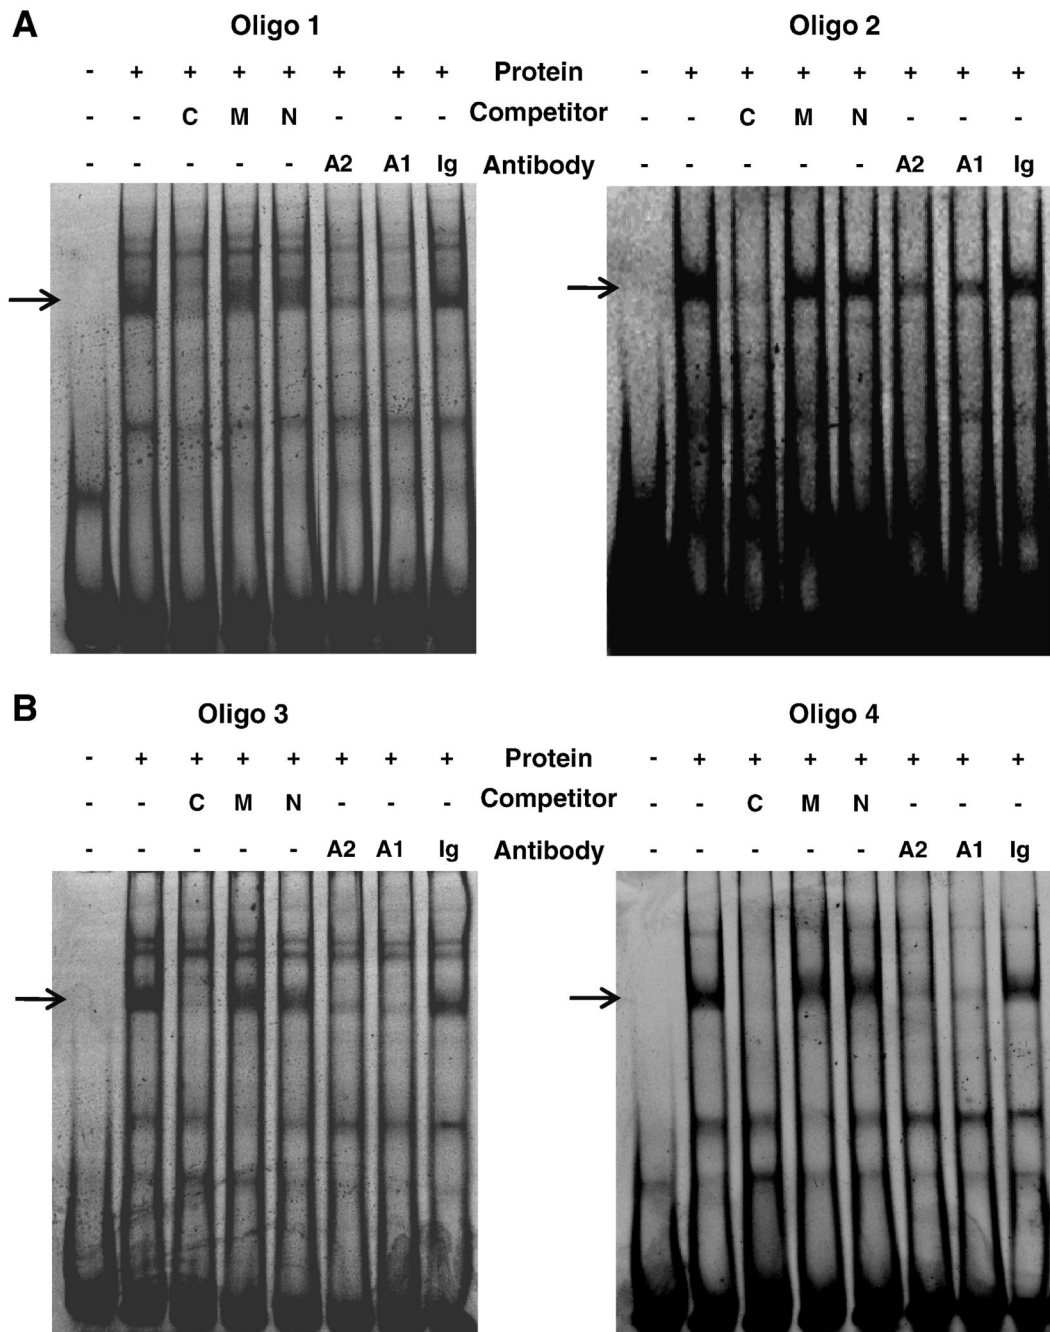 A
Oligo 1 Oligo 2
- + + + + + + + Protein - + + + + + + +
- - C M N - - - Competitor - - C M N - - -
- - - - - A2 A1 Ig Antibody - - - - - A2 A1 Ig
B
Oligo 3 Oligo 4
- + + + + + + + Protein - + + + + + + +
- - C M N - - - Competitor - - C M N - - -
- - - - - A2 A1 Ig Antibody - - - - - A2 A1 Ig